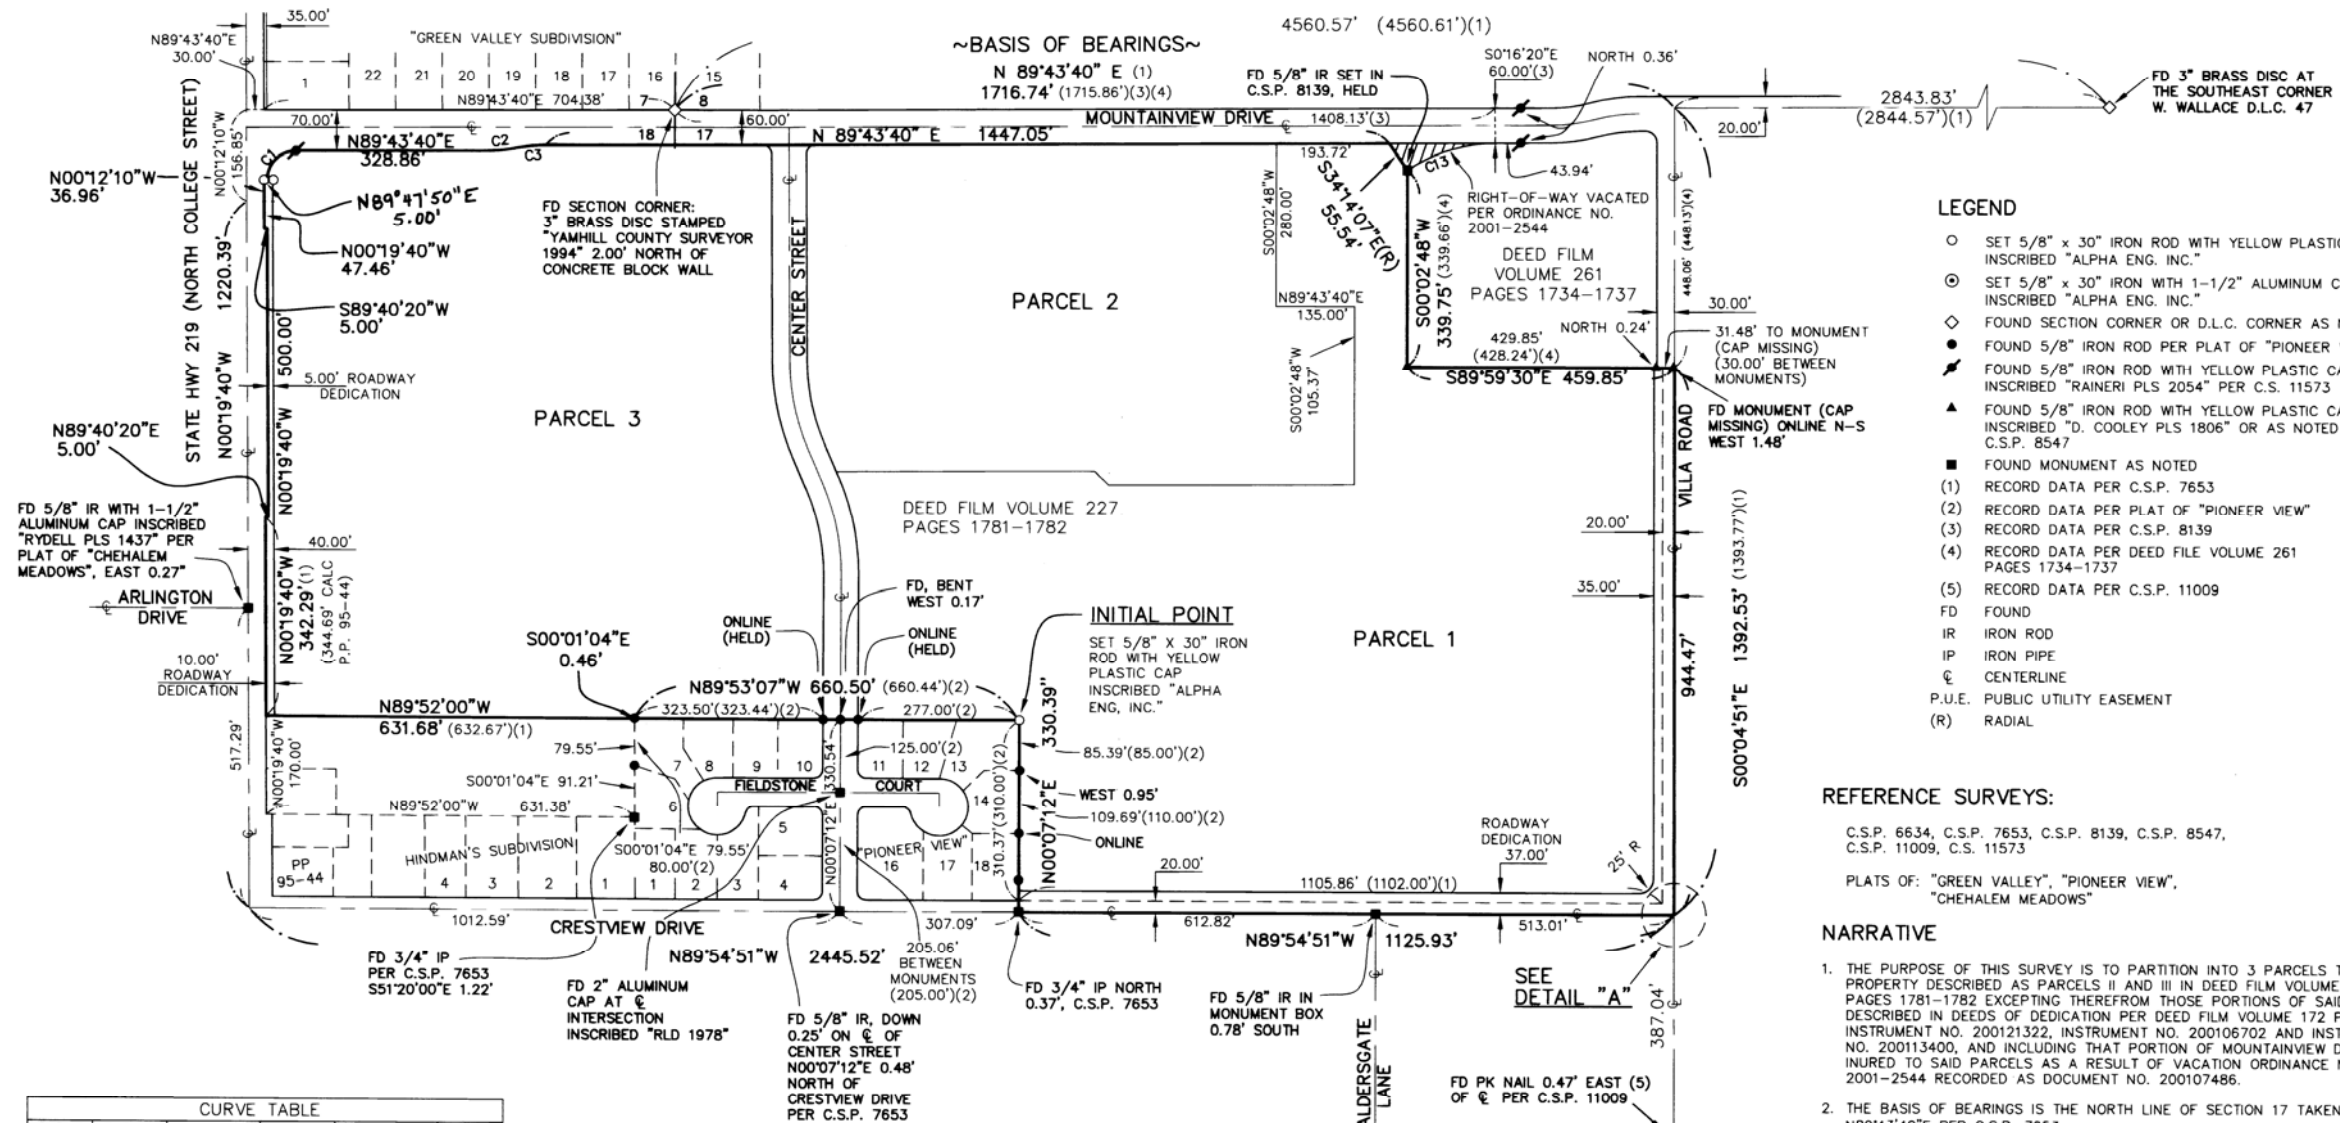 35.00'
N89°43'40"E
30.00'
"GREEN VALLEY SUBDIVISION"
1
22
21
20
19
18
17
16
15
N89°43'40"E 704.38'
7
8
~BASIS OF BEARINGS~
N 89°43'40" E (1)
1716.74' (1715.86')(3)(4)
4560.57' (4560.61')(1)
FD 5/8" IR SET IN
C.S.P. 8139, HELD
S0°16'20"E
60.00'(3)
NORTH 0.36'
2843.83'
(2844.57')(1)
20.00'
FD 3" BRASS DISC AT
THE SOUTHEAST CORNER
W. WALLACE D.L.C. 47
STATE HWY 219 (NORTH COLLEGE STREET)
N00°12'10"W
156.85'
70.00'
60.00'
18
17
N89°43'40"E
328.86'
C1
C2
C3
N 89°43'40" E 1447.05'
MOUNTAINVIEW DRIVE
1408.13'(3)
193.72'
S34°14'07"E(R)
55.54'
C13
43.94'
RIGHT-OF-WAY VACATED
PER ORDINANCE NO.
2001-2544
DEED FILM
VOLUME 261
PAGES 1734-1737
448.06' (448.13')(4)
N00°12'10"W
36.96'
N89°47'50"E
5.00'
N00°19'40"W
47.46'
S89°40'20"W
5.00'
FD SECTION CORNER:
3" BRASS DISC STAMPED
"YAMHILL COUNTY SURVEYOR
1994" 2.00' NORTH OF
CONCRETE BLOCK WALL
CENTER STREET
PARCEL 2
S00°02'48"W
280.00'
N89°43'40"E
135.00'
S00°02'48"W
105.37'
S00°02'48"W
339.75' (339.66')(4)
429.85'
(428.24')(4)
S89°59'30"E 459.85'
NORTH 0.24'
30.00'
31.48' TO MONUMENT
(CAP MISSING)
(30.00' BETWEEN
MONUMENTS)
FD MONUMENT (CAP
MISSING) ONLINE N-S
WEST 1.48'
N00°19'40"W 1220.39'
N00°19'40"W 500.00'
5.00' ROADWAY
DEDICATION
PARCEL 3
N89°40'20"E
5.00'
FD 5/8" IR WITH 1-1/2"
ALUMINUM CAP INSCRIBED
"RYDELL PLS 1437" PER
PLAT OF "CHEHALEM
MEADOWS", EAST 0.27"
ARLINGTON
DRIVE
40.00'
N00°19'40"W
342.29'(1)
(344.69' CALC
P.P. 95-44)
10.00'
ROADWAY
DEDICATION
DEED FILM VOLUME 227
PAGES 1781-1782
FD, BENT
WEST 0.17'
ONLINE
(HELD)
ONLINE
(HELD)
S00°01'04"E
0.46'
INITIAL POINT
SET 5/8" X 30" IRON
ROD WITH YELLOW
PLASTIC CAP
INSCRIBED "ALPHA
ENG, INC."
PARCEL 1
VILLA ROAD
20.00'
35.00'
944.47'
S00°04'51"E 1392.53' (1393.77')(1)
N89°52'00"W
631.68' (632.67')(1)
N89°53'07"W 660.50' (660.44')(2)
323.50'(323.44')(2)
277.00'(2)
330.39"
N00°07'12"E
125.00'(2)
85.39'(85.00')(2)
WEST 0.95'
109.69'(110.00')(2)
ONLINE
310.37'(310.00')(2)
517.29'
N00°19'40"W
170.00'
79.55'
S00°01'04"E 91.21'
N89°52'00"W 631.38'
7
8
9
10
11
12
13
14
6
5
FIELDSTONE COURT
N00°07'12"E 330.54'
HINDMAN'S SUBDIVISION
S00°01'04"E 79.55'
80.00'(2)
PP
95-44
4
3
2
1
1
2
3
4
"PIONEER VIEW"
16
17
18
1012.59'
CRESTVIEW DRIVE
N89°54'51"W 2445.52'
307.09'
205.06'
BETWEEN
MONUMENTS
(205.00')(2)
20.00'
1105.86' (1102.00')(1)
612.82'
N89°54'51"W 1125.93'
513.01'
ROADWAY
DEDICATION
37.00'
25' R
SEE
DETAIL "A"
387.04'
FD 3/4" IP
PER C.S.P. 7653
S51°20'00"E 1.22'
FD 2" ALUMINUM
CAP AT ℄
INTERSECTION
INSCRIBED "RLD 1978"
FD 5/8" IR, DOWN
0.25' ON ℄ OF
CENTER STREET
N00°07'12"E 0.48'
NORTH OF
CRESTVIEW DRIVE
PER C.S.P. 7653
FD 3/4" IP NORTH
0.37', C.S.P. 7653
FD 5/8" IR IN
MONUMENT BOX
0.78' SOUTH
ALDERSGATE
LANE
FD PK NAIL 0.47' EAST (5)
OF ℄ PER C.S.P. 11009
CURVE TABLE
LEGEND
SET 5/8" x 30" IRON ROD WITH YELLOW PLASTIC
INSCRIBED "ALPHA ENG. INC."
SET 5/8" x 30" IRON WITH 1-1/2" ALUMINUM
INSCRIBED "ALPHA ENG. INC."
FOUND SECTION CORNER OR D.L.C. CORNER AS
FOUND 5/8" IRON ROD PER PLAT OF "PIONEER
FOUND 5/8" IRON ROD WITH YELLOW PLASTIC
INSCRIBED "RAINERI PLS 2054" PER C.S. 11573
FOUND 5/8" IRON ROD WITH YELLOW PLASTIC
INSCRIBED "D. COOLEY PLS 1806" OR AS NOTED
C.S.P. 8547
FOUND MONUMENT AS NOTED
(1) RECORD DATA PER C.S.P. 7653
(2) RECORD DATA PER PLAT OF "PIONEER VIEW"
(3) RECORD DATA PER C.S.P. 8139
(4) RECORD DATA PER DEED FILE VOLUME 261
PAGES 1734-1737
(5) RECORD DATA PER C.S.P. 11009
FD FOUND
IR IRON ROD
IP IRON PIPE
℄ CENTERLINE
P.U.E. PUBLIC UTILITY EASEMENT
(R) RADIAL
REFERENCE SURVEYS:
C.S.P. 6634, C.S.P. 7653, C.S.P. 8139, C.S.P. 8547,
C.S.P. 11009, C.S. 11573
PLATS OF: "GREEN VALLEY", "PIONEER VIEW",
"CHEHALEM MEADOWS"
NARRATIVE
1. THE PURPOSE OF THIS SURVEY IS TO PARTITION INTO 3 PARCELS
PROPERTY DESCRIBED AS PARCELS II AND III IN DEED FILM VOLUME
PAGES 1781-1782 EXCEPTING THEREFROM THOSE PORTIONS OF
DESCRIBED IN DEEDS OF DEDICATION PER DEED FILM VOLUME 172
INSTRUMENT NO. 200121322, INSTRUMENT NO. 200106702 AND
NO. 200113400, AND INCLUDING THAT PORTION OF MOUNTAINVIEW
INURED TO SAID PARCELS AS A RESULT OF VACATION ORDINANCE
2001-2544 RECORDED AS DOCUMENT NO. 200107486.
2. THE BASIS OF BEARINGS IS THE NORTH LINE OF SECTION 17 TAKEN